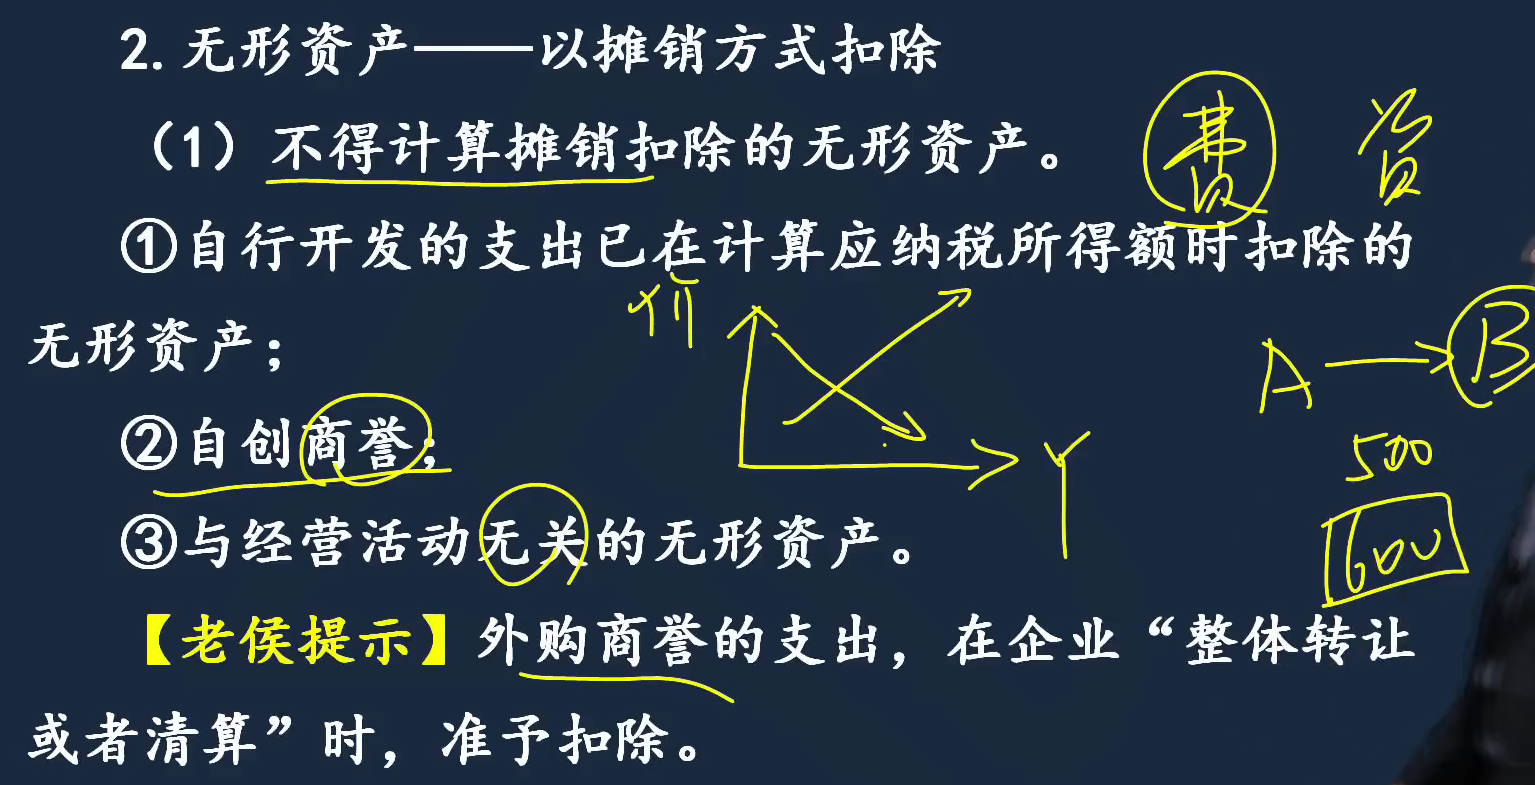 2. 无形资产——以摊销方式扣除
(1) 不得计算摊销扣除的无形资产。
费 资
①自行开发的支出已在计算应纳税所得额时扣除的
无形资产；
价
A B
②自创商誉；
Y
500
③与经营活动无关的无形资产。
600
【老侯提示】外购商誉的支出，在企业“整体转让
或者清算”时，准予扣除。